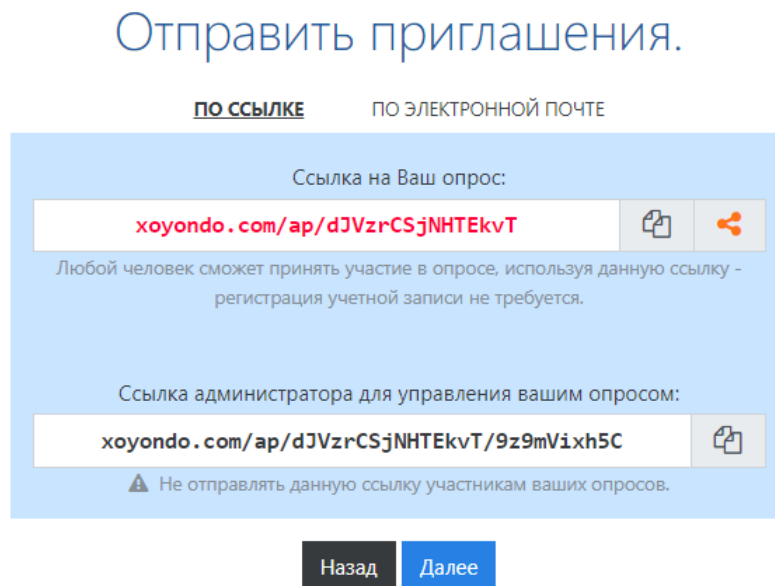 Отправить приглашения.
ПО ССЫЛКЕ ПО ЭЛЕКТРОННОЙ ПОЧТЕ
Ссылка на Ваш опрос:
xoyondo.com/ap/dJVzrCSjNHTEkvT
Любой человек сможет принять участие в опросе, используя данную ссылку -
регистрация учетной записи не требуется.
Ссылка администратора для управления вашим опросом:
xoyondo.com/ap/dJVzrCSjNHTEkvT/9z9mVixh5C
Не отправлять данную ссылку участникам ваших опросов.
Назад Далее